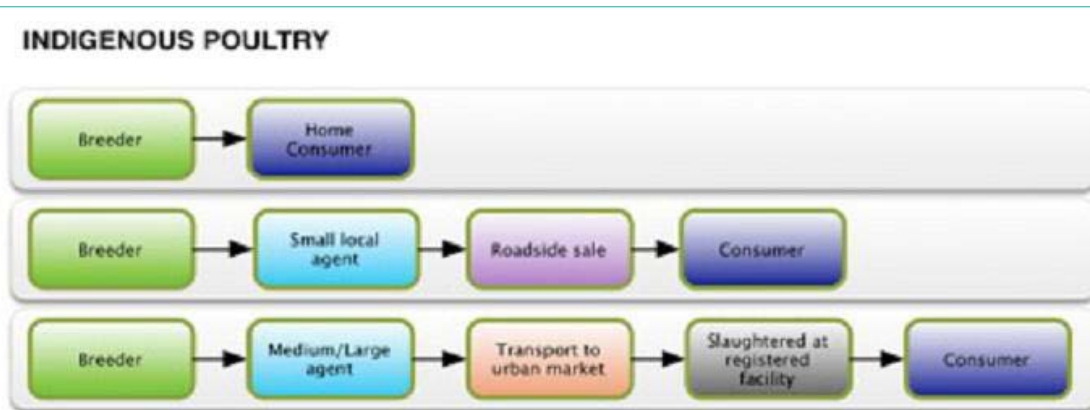 INDIGENOUS POULTRY
Breeder
Home
Consumer
Breeder
Small local
agent
Roadside sale
Consumer
Breeder
Medium/Large
agent
Transport to
urban market
Slaughtered at
registered
facility
Consumer